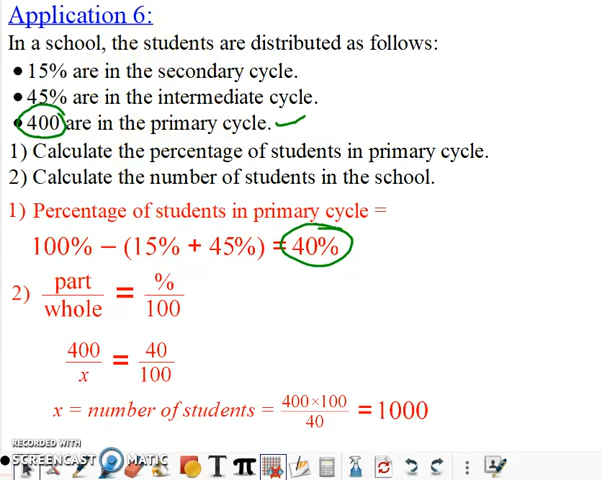 Application 6:
In a school, the students are distributed as follows:
• 15% are in the secondary cycle.
• 45% are in the intermediate cycle.
• 400 are in the primary cycle.
1) Calculate the percentage of students in primary cycle.
2) Calculate the number of students in the school.
1) Percentage of students in primary cycle =
100% − (15% + 45%) = 40%
2) part/whole = %/100
400/x = 40/100
x = number of students = 400×100/40 = 1000
RECORDED WITH
SCREENCAST MATIC